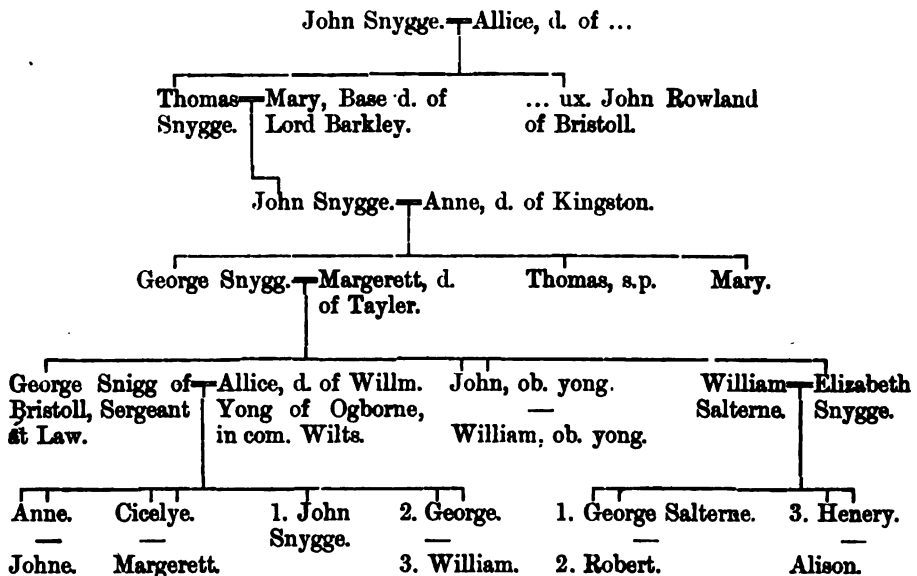 John Snygge. Allice, d. of ...
Thomas Snygge. Mary, Base d. of Lord Barkley. ... ux. John Rowland of Bristoll.
John Snygge. Anne, d. of Kingston.
George Snygg. Margerett, d. of Tayler. Thomas, s.p. Mary.
George Snigg of Bristoll, Sergeant at Law.
Allice, d. of Willm. Yong of Ogborne, in com. Wilts.
John, ob. yong.
William, ob. yong.
William Salterne. Elizabeth Snygge.
Anne. Cicelye. 1. John Snygge. 2. George. 1. George Salterne. 3. Henery.
Johne. Margerett. 3. William. 2. Robert. Alison.